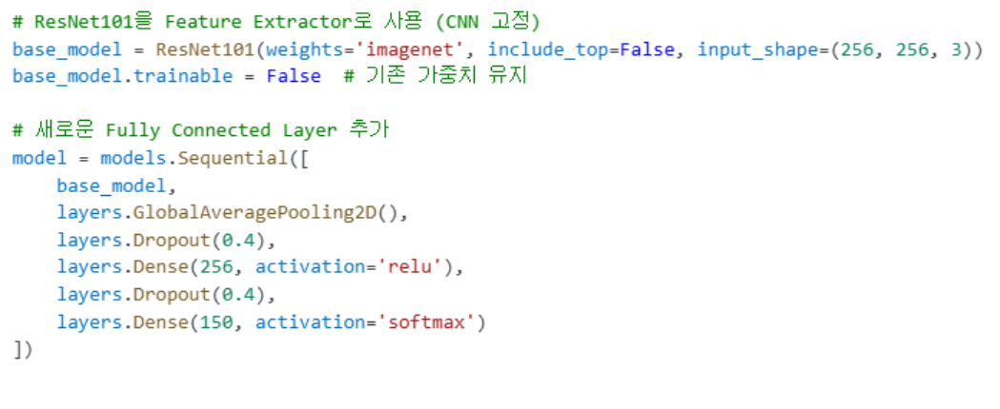 # ResNet101을 Feature Extractor로 사용 (CNN 고정)
base_model = ResNet101(weights='imagenet', include_top=False, input_shape=(256, 256, 3))
base_model.trainable = False  # 기존 가중치 유지

# 새로운 Fully Connected Layer 추가
model = models.Sequential([
    base_model,
    layers.GlobalAveragePooling2D(),
    layers.Dropout(0.4),
    layers.Dense(256, activation='relu'),
    layers.Dropout(0.4),
    layers.Dense(150, activation='softmax')
])